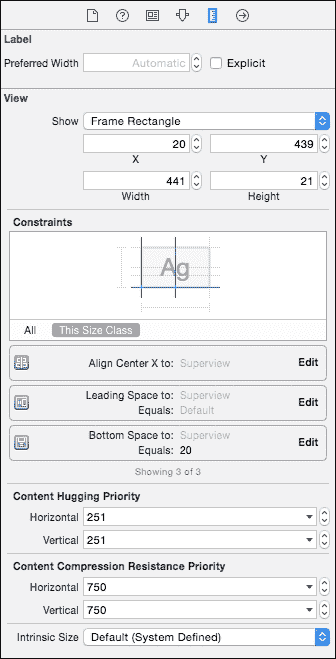 Label
Preferred Width Automatic Explicit
View
Show Frame Rectangle
20 439
X Y
441 21
Width Height
Constraints
Ag
All This Size Class
Align Center X to: Superview Edit
Leading Space to: Superview
Equals: Default Edit
Bottom Space to: Superview
Equals: 20 Edit
Showing 3 of 3
Content Hugging Priority
Horizontal 251
Vertical 251
Content Compression Resistance Priority
Horizontal 750
Vertical 750
Intrinsic Size Default (System Defined)